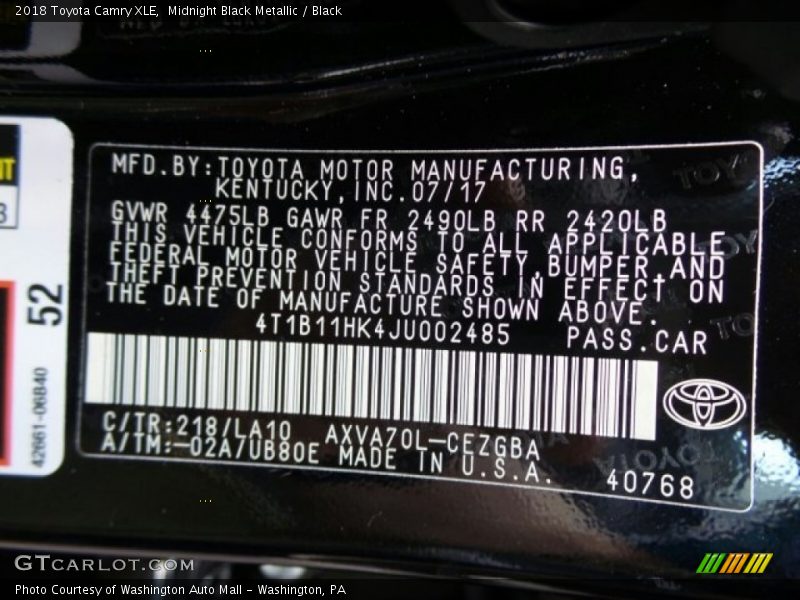 2018 Toyota Camry XLE,  Midnight Black Metallic / Black
MFD.BY:TOYOTA MOTOR MANUFACTURING,
KENTUCKY,INC.07/17
GVWR 4475LB GAWR FR 2490LB RR 2420LB
THIS VEHICLE CONFORMS TO ALL APPLICABLE
FEDERAL MOTOR VEHICLE SAFETY,BUMPER,AND
THEFT PREVENTION STANDARDS IN EFFECT ON
THE DATE OF MANUFACTURE SHOWN ABOVE.
4T1B11HK4JU002485 PASS.CAR
C/TR:218/LA10 AXVA70L-CEZGBA
A/TM:-02A/UB80E MADE IN U.S.A.
40768
52
42661-06840
GTCARLOT.COM
Photo Courtesy of Washington Auto Mall - Washington, PA